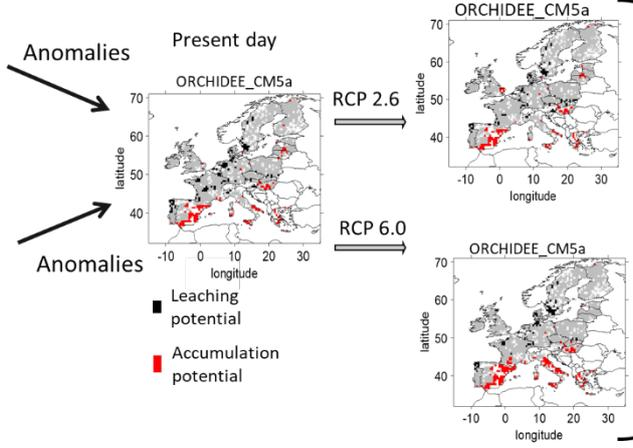 Anomalies
Anomalies
Present day
ORCHIDEE_CM5a
latitude
70
60
50
40
-10 0 10 20 30
longitude
Leaching
potential
Accumulation
potential
RCP 2.6
RCP 6.0
ORCHIDEE_CM5a
latitude
70
60
50
40
-10 0 10 20 30
longitude
ORCHIDEE_CM5a
latitude
70
60
50
40
-10 0 10 20 30
longitude